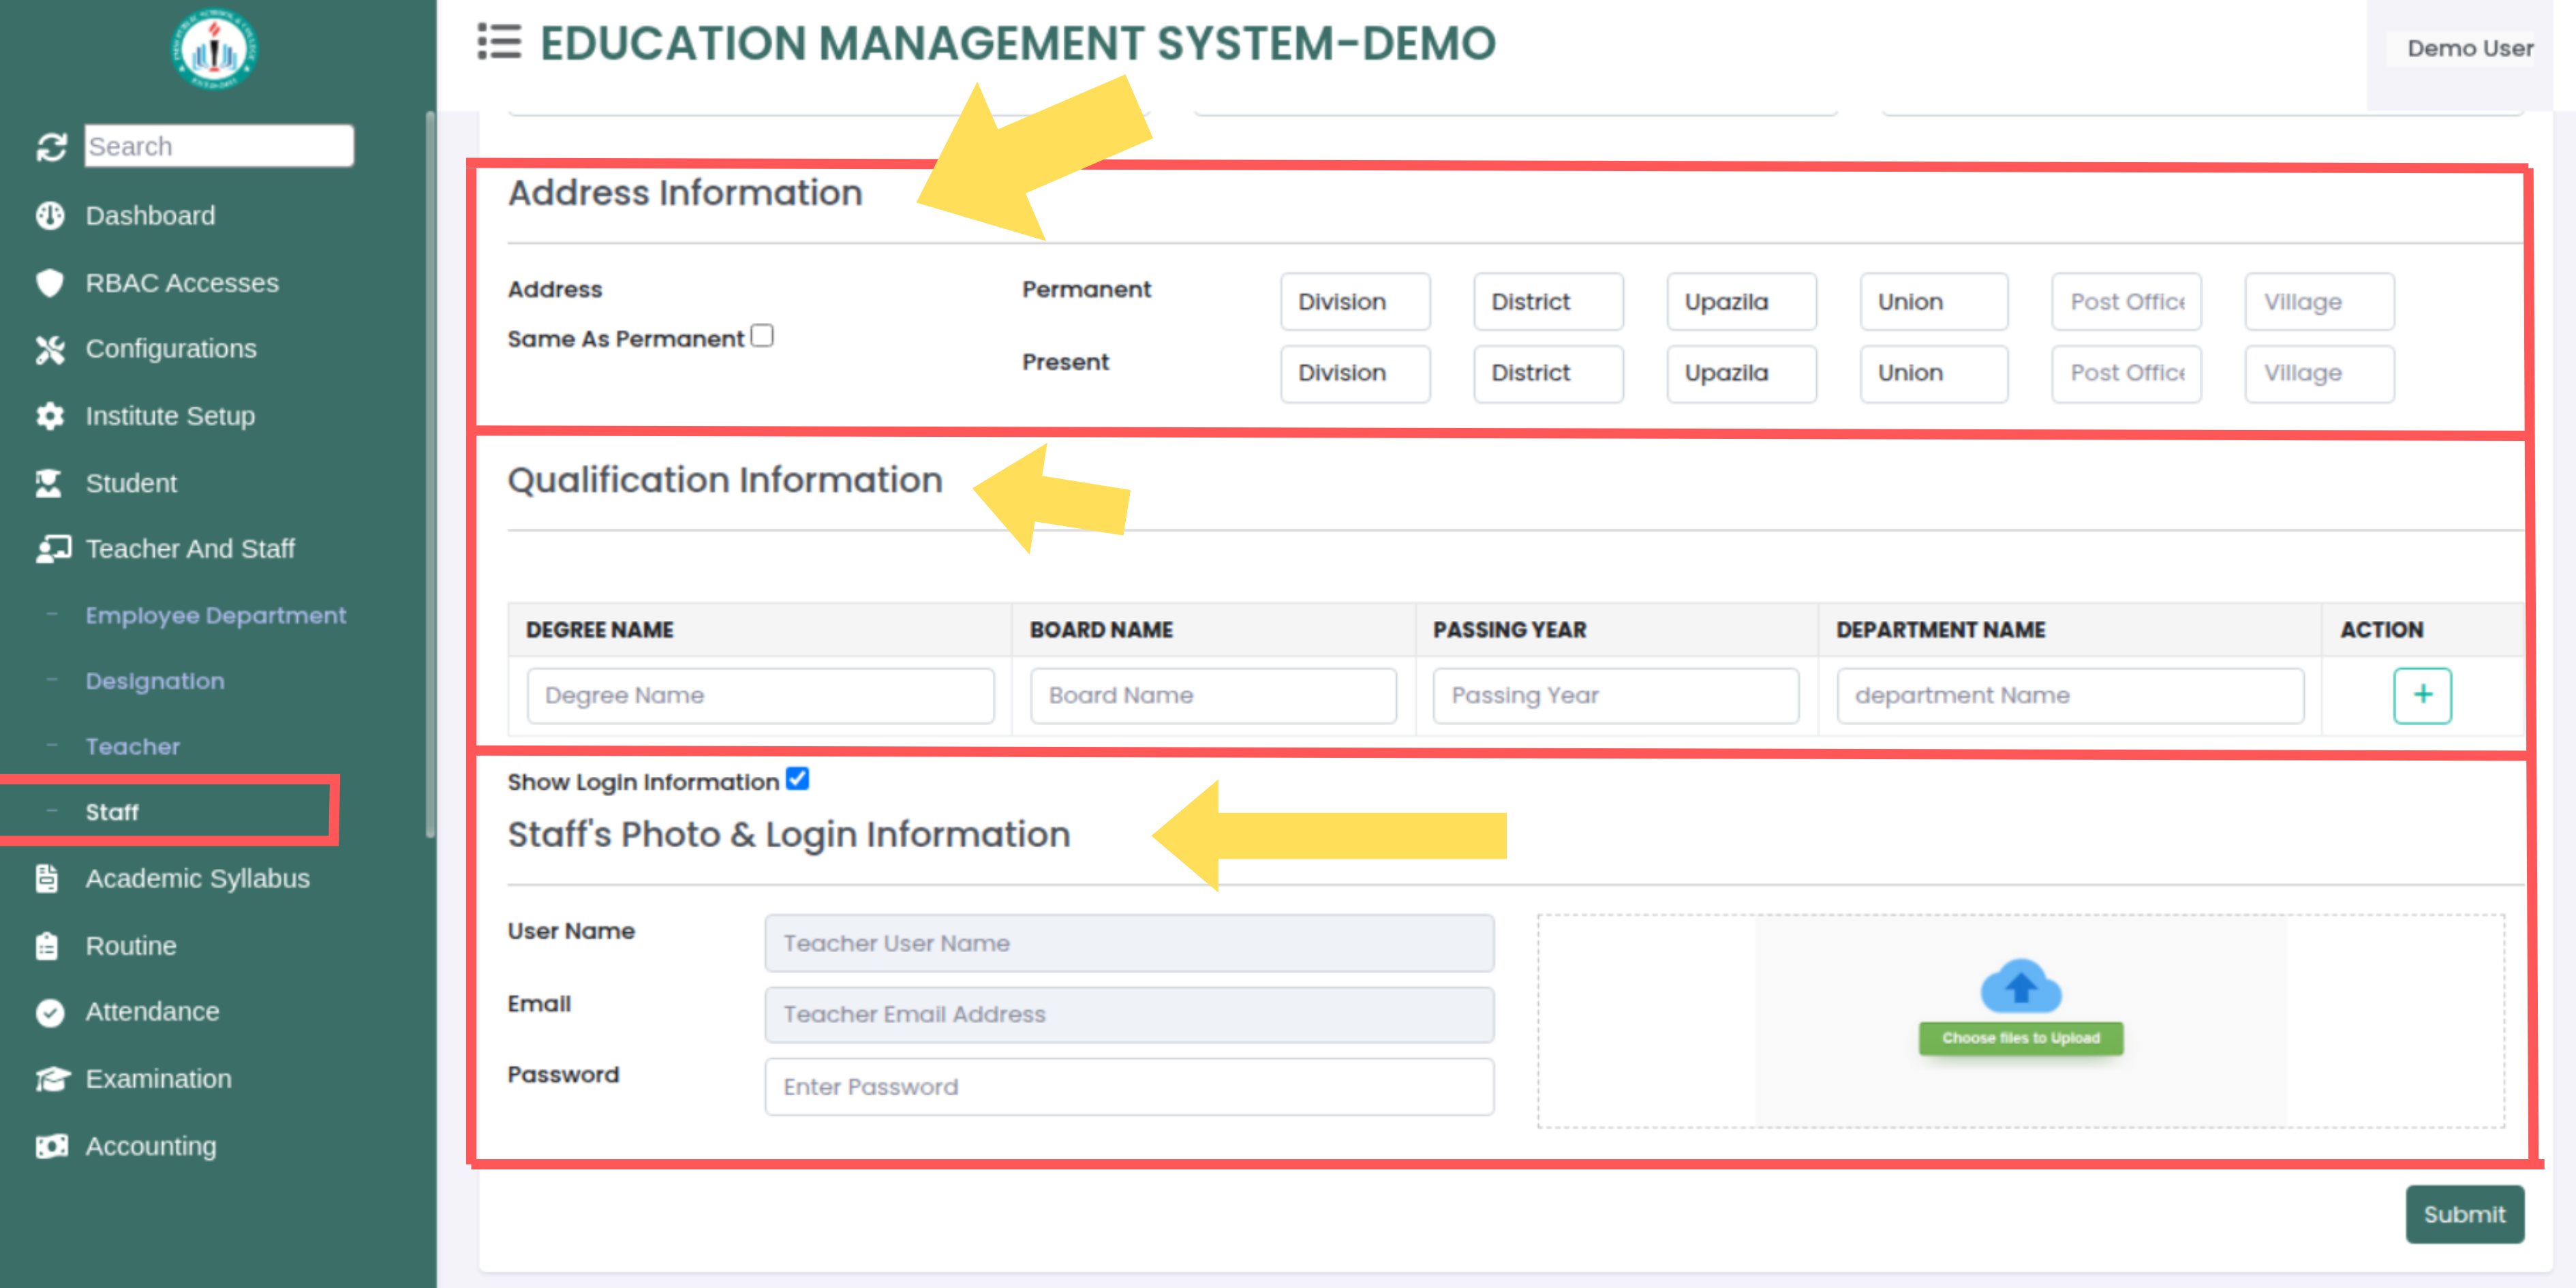 EDUCATION MANAGEMENT SYSTEM-DEMO
Demo User
Search
Dashboard
RBAC Accesses
Configurations
Institute Setup
Student
Teacher And Staff
Employee Department
Designation
Teacher
Staff
Academic Syllabus
Routine
Attendance
Examination
Accounting
Address Information
Address
Same As Permanent
Permanent Division District Upazila Union Post Office Village
Present Division District Upazila Union Post Office Village
Qualification Information
DEGREE NAME BOARD NAME PASSING YEAR DEPARTMENT NAME ACTION
Degree Name Board Name Passing Year department Name +
Show Login Information
Staff's Photo & Login Information
User Name Teacher User Name
Email Teacher Email Address
Password Enter Password
Choose files to Upload
Submit